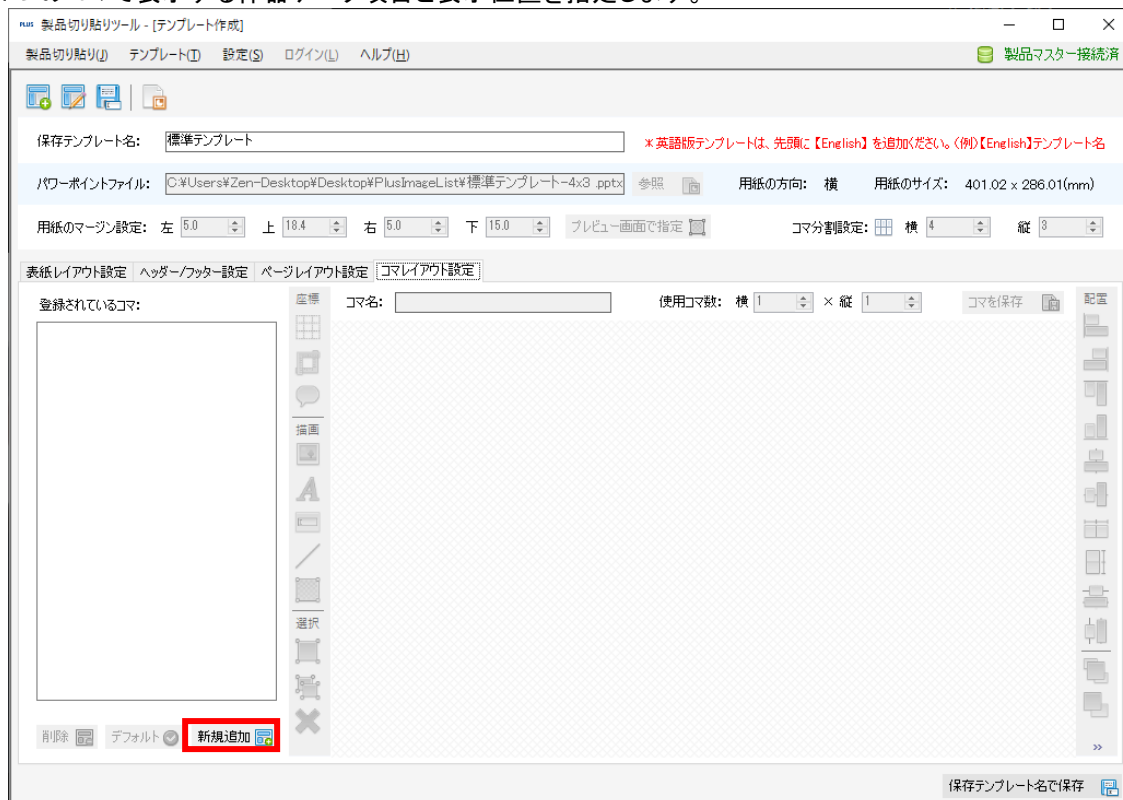 製品切り貼りツール - [テンプレート作成]
製品切り貼り(J) テンプレート(T) 設定(S) ログイン(L) ヘルプ(H) 製品マスター接続済
保存テンプレート名: 標準テンプレート ＊英語版テンプレートは、先頭に【English】を追加ください。(例)【English】テンプレート名
パワーポイントファイル: C:¥Users¥Zen-Desktop¥Desktop¥PlusImageList¥標準テンプレート-4x3 .pptx 参照 用紙の方向: 横 用紙のサイズ: 401.02 x 286.01(mm)
用紙のマージン設定: 左 5.0 上 18.4 右 5.0 下 15.0 プレビュー画面で指定 コマ分割設定: 横 4 縦 3
表紙レイアウト設定 ヘッダー/フッター設定 ページレイアウト設定 コマレイアウト設定
登録されているコマ: 座標 コマ名: 使用コマ数: 横 1 × 縦 1 コマを保存 配置
描画
A
選択
削除 デフォルト 新規追加
»
保存テンプレート名で保存